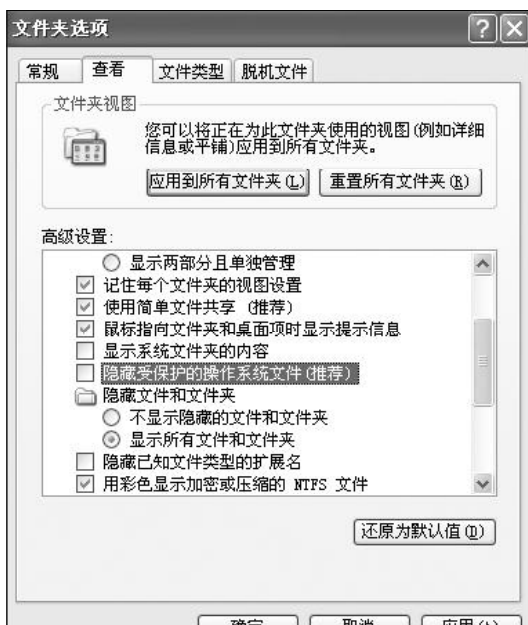 文件夹选项
常规 查看 文件类型 脱机文件
文件夹视图
您可以将正在为此文件夹使用的视图(例如详细
信息或平铺)应用到所有文件夹。
应用到所有文件夹(L) 重置所有文件夹(R)
高级设置:
显示两部分且单独管理
记住每个文件夹的视图设置
使用简单文件共享 (推荐)
鼠标指向文件夹和桌面项时显示提示信息
显示系统文件夹的内容
隐藏受保护的操作系统文件(推荐)
隐藏文件和文件夹
不显示隐藏的文件和文件夹
显示所有文件和文件夹
隐藏已知文件类型的扩展名
用彩色显示加密或压缩的 NTFS 文件
还原为默认值(D)
确定 取消 应用(A)